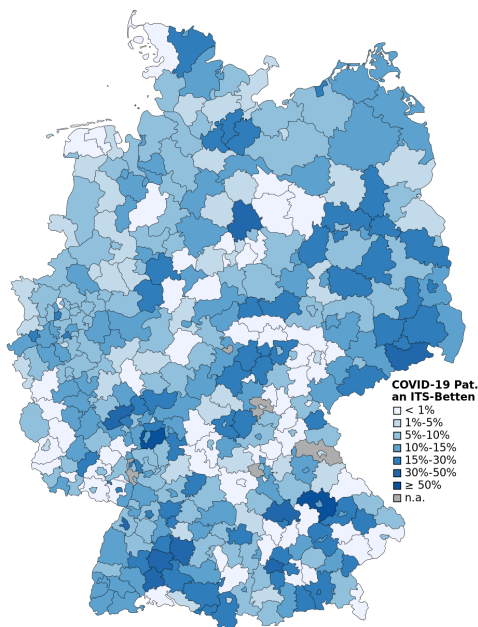 COVID-19 Pat.
an ITS-Betten
< 1%
1%-5%
5%-10%
10%-15%
15%-30%
30%-50%
≥ 50%
n.a.